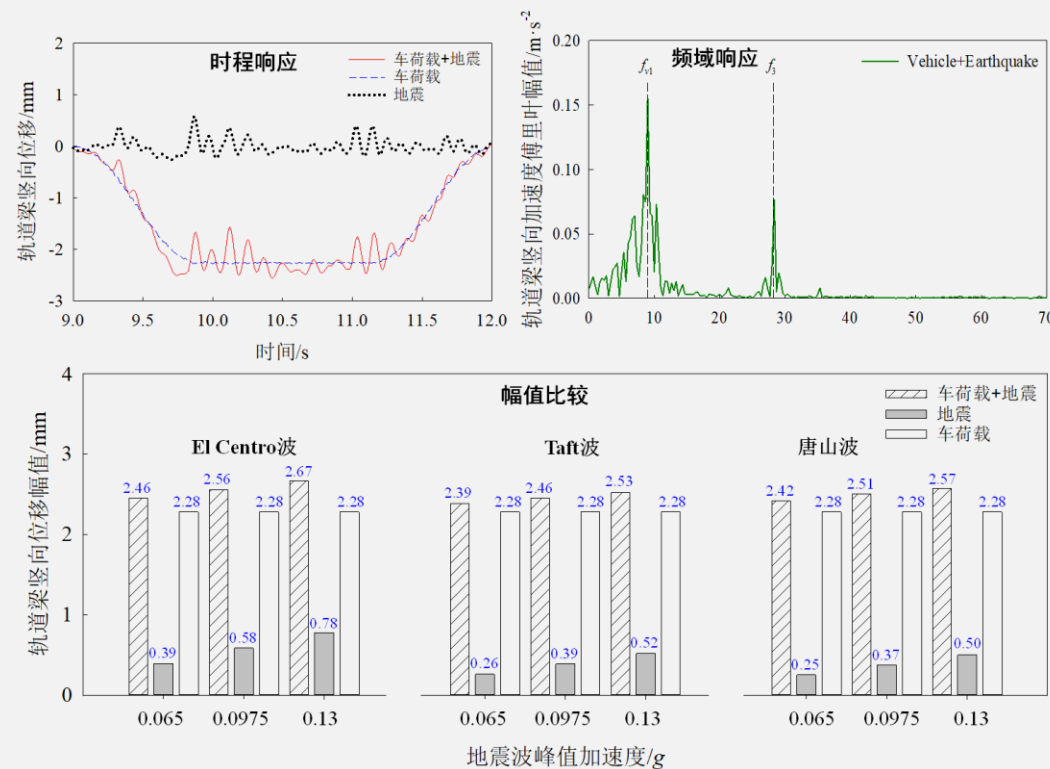 时程响应
车荷载+地震
车荷载
地震
轨道梁竖向位移/mm
2
1
0
-1
-2
-3
9.0 9.5 10.0 10.5 11.0 11.5 12.0
时间/s
频域响应
Vehicle+Earthquake
fv1
f3
轨道梁竖向加速度傅里叶幅值/m·s-2
0.20
0.15
0.10
0.05
0.00
0 10 20 30 40 50 60 70
幅值比较
车荷载+地震
地震
车荷载
轨道梁竖向位移幅值/mm
4
3
2
1
0
El Centro波
2.46 0.39 2.28
2.56 0.58 2.28
2.67 0.78 2.28
Taft波
2.39 0.26 2.28
2.46 0.39 2.28
2.53 0.52 2.28
唐山波
2.42 0.25 2.28
2.51 0.37 2.28
2.57 0.50 2.28
0.065 0.0975 0.13 0.065 0.0975 0.13 0.065 0.0975 0.13
地震波峰值加速度/g